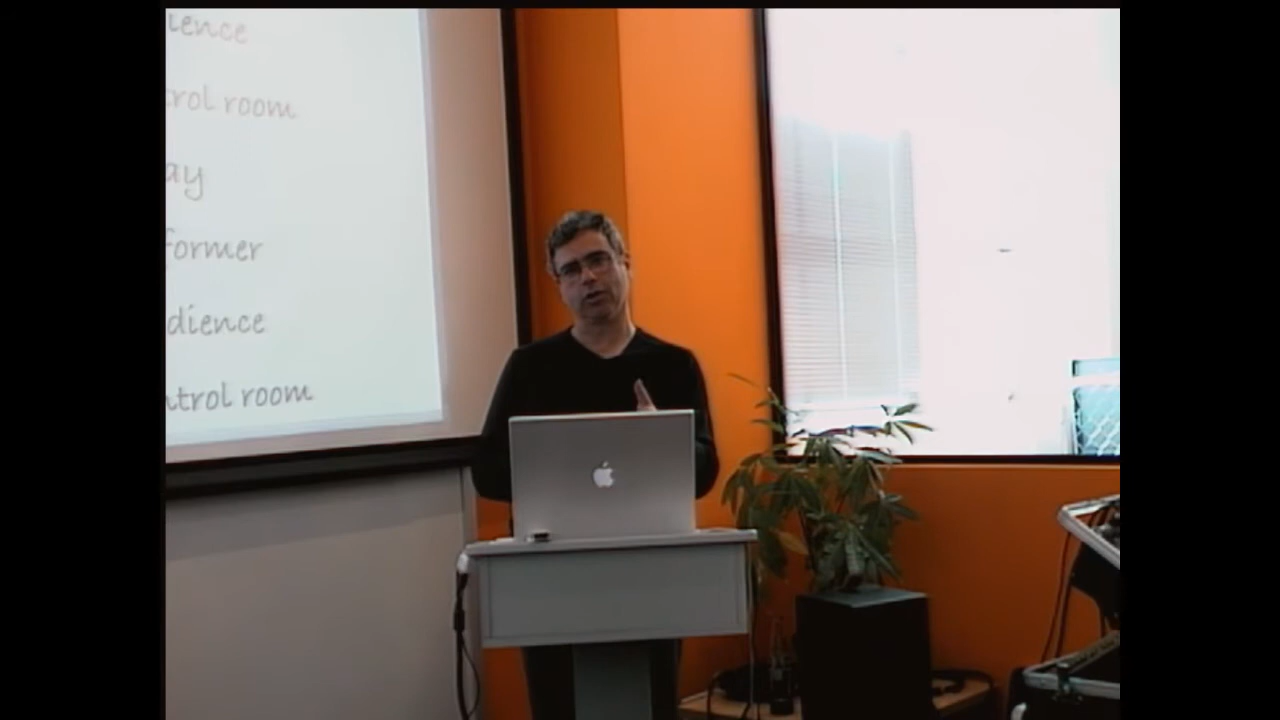 ience
trol room
ay
former
dience
ntrol room